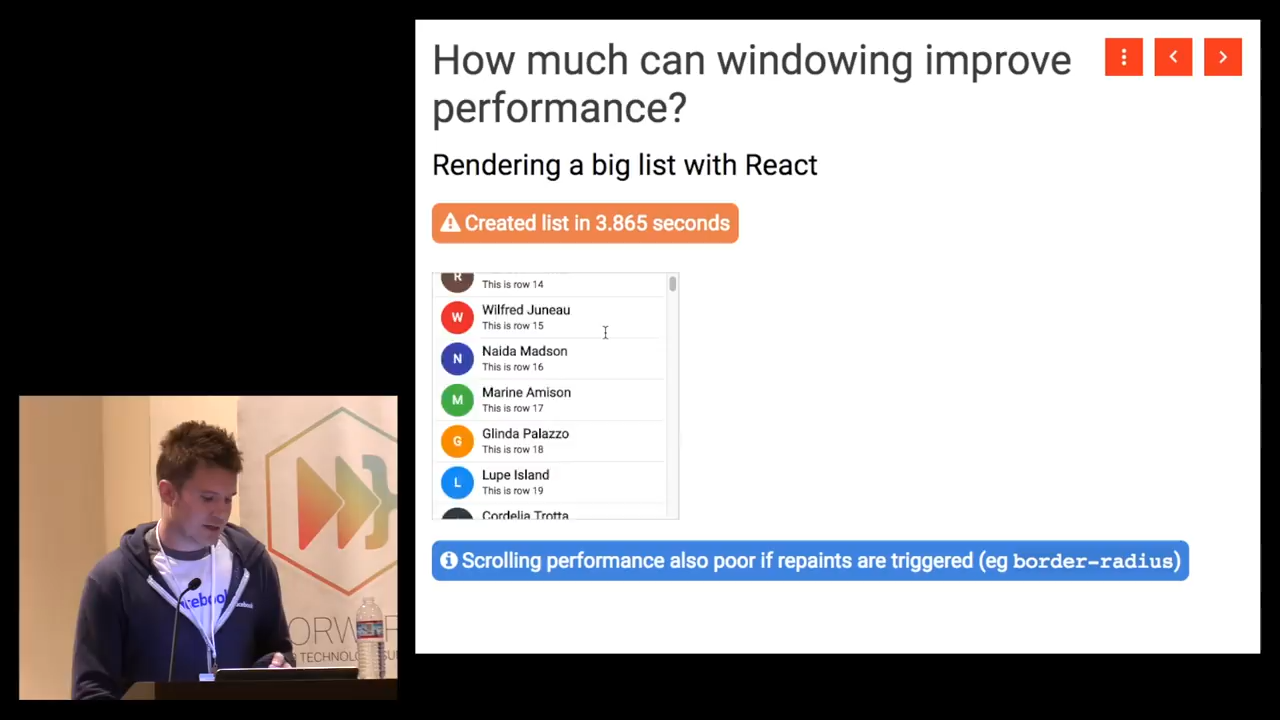 How much can windowing improve
performance?
Rendering a big list with React
Created list in 3.865 seconds
R
This is row 14
W
Wilfred Juneau
This is row 15
N
Naida Madson
This is row 16
M
Marine Amison
This is row 17
G
Glinda Palazzo
This is row 18
L
Lupe Island
This is row 19
Cordelia Trotta
Scrolling performance also poor if repaints are triggered (eg border-radius)